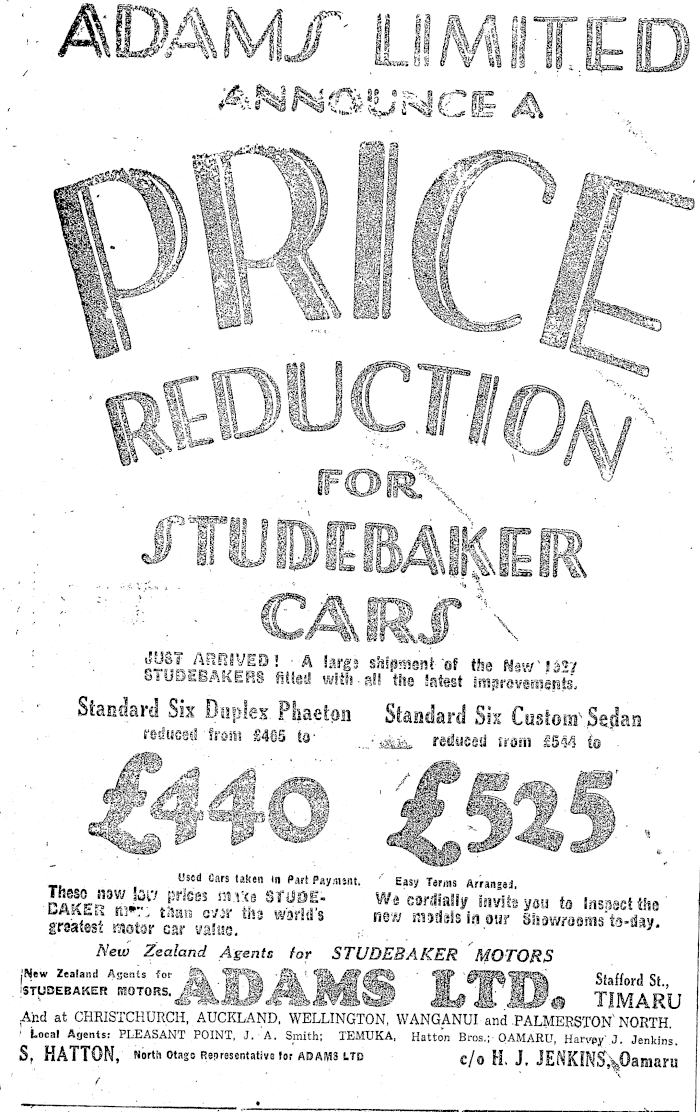 ADAMS LIMITED
ANNOUNCE A
PRICE
REDUCTION
FOR
STUDEBAKER
CARS
JUST ARRIVED! A large shipment of the New 1927
STUDEBAKERS fitted with all the latest improvements.
Standard Six Duplex Phaeton
reduced from £465 to
£440
Standard Six Custom Sedan
reduced from £544 to
£525
Used Cars taken in Part Payment.
Easy Terms Arranged.
These new low prices make STUDE-
BAKER than ever the world's
greatest motor car value.
We cordially invite you to inspect the
new models in our Showrooms to-day.
New Zealand Agents for STUDEBAKER MOTORS
New Zealand Agents for
STUDEBAKER MOTORS.
ADAMS LTD.
Stafford St.,
TIMARU
And at CHRISTCHURCH, AUCKLAND, WELLINGTON, WANGANUI and PALMERSTON NORTH.
Local Agents: PLEASANT POINT, J. A. Smith; TEMUKA, Hatton Bros.; OAMARU, Harvey J. Jenkins.
S, HATTON, North Otago Representative for ADAMS LTD c/o H. J. JENKINS, Oamaru